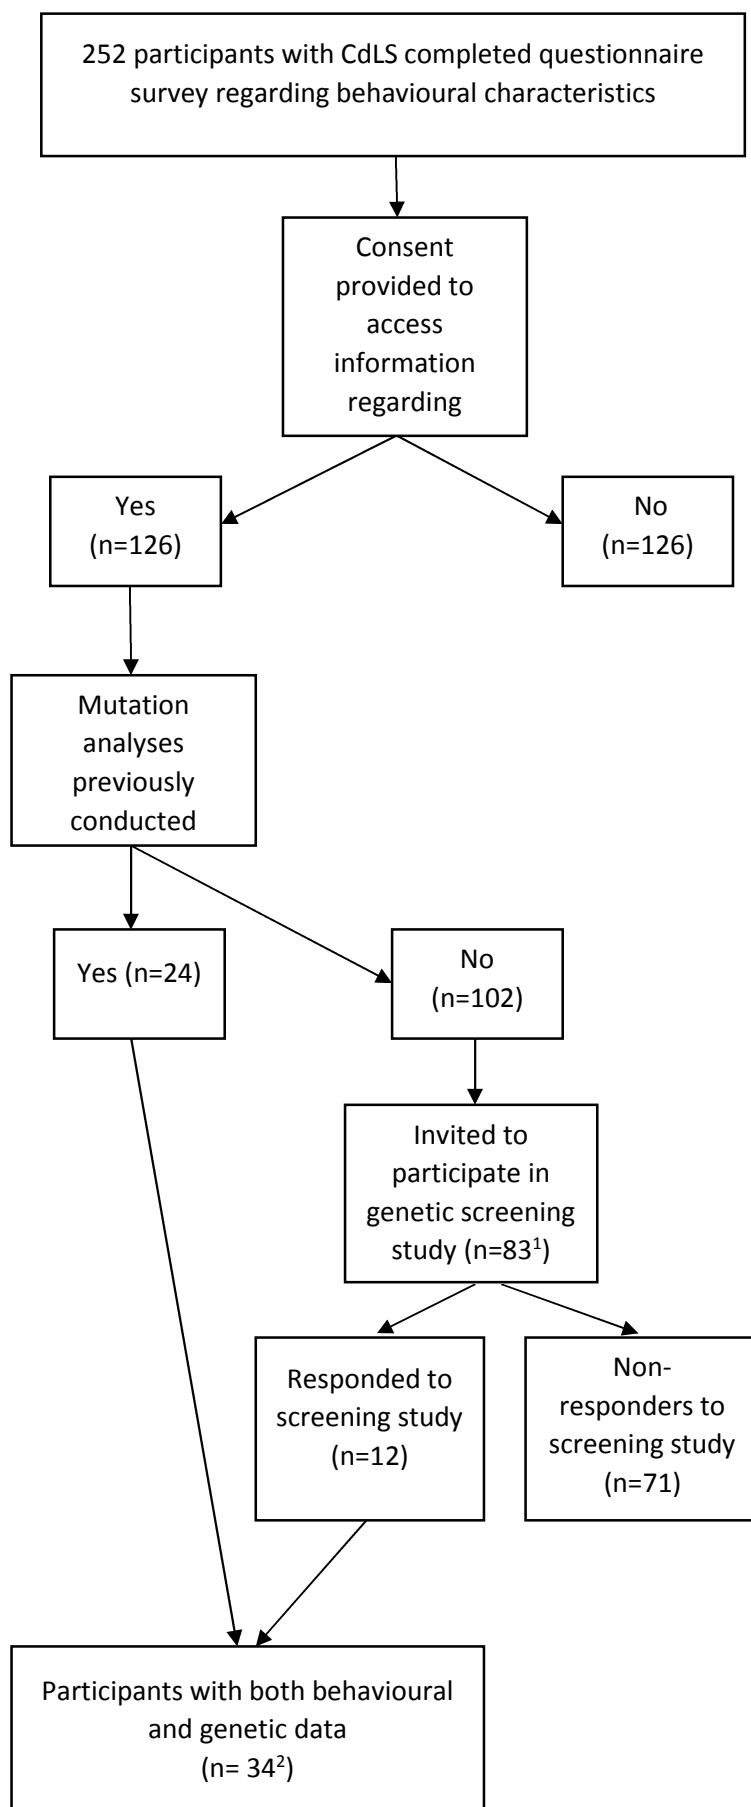 252 participants with CdLS completed questionnaire
survey regarding behavioural characteristics
Consent
provided to
access
information
regarding
Yes
(n=126)
No
(n=126)
Mutation
analyses
previously
conducted
Yes (n=24)
No
(n=102)
Invited to
participate in
genetic screening
study (n=83¹)
Responded to
screening study
(n=12)
Non-
responders to
screening study
(n=71)
Participants with both behavioural
and genetic data
(n= 34²)